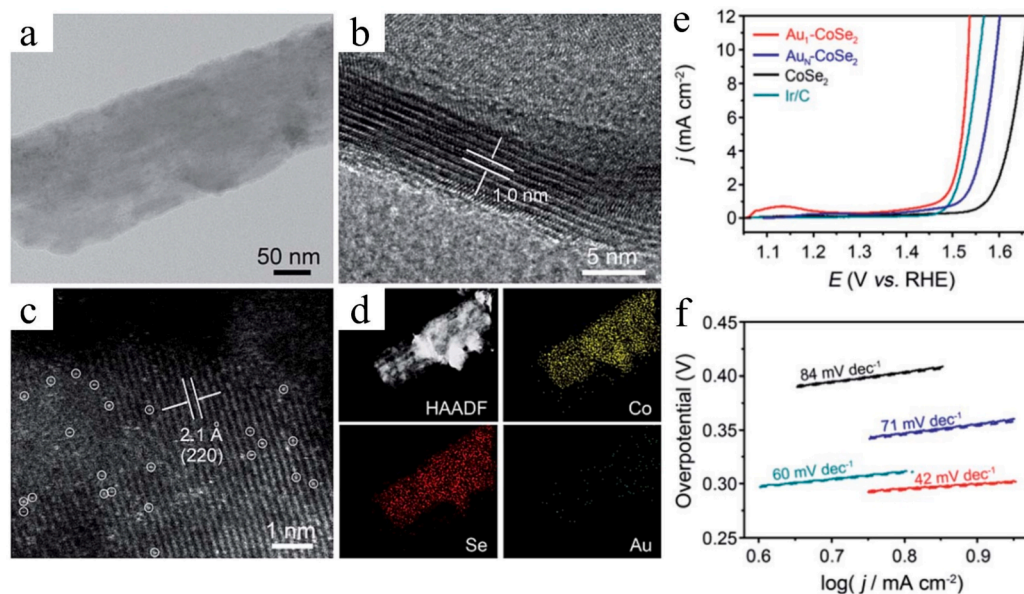 a
50 nm
b
1.0 nm
5 nm
c
2.1 Å
(220)
1 nm
d
HAADF
Co
Se
Au
e
12
10
8
6
4
2
0
j (mA cm⁻²)
Au₁-CoSe₂
Au_N-CoSe₂
CoSe₂
Ir/C
1.1 1.2 1.3 1.4 1.5 1.6
E (V vs. RHE)
f
0.45
0.40
0.35
0.30
0.25
Overpotential (V)
84 mV dec⁻¹
71 mV dec⁻¹
60 mV dec⁻¹
42 mV dec⁻¹
0.6 0.7 0.8 0.9
log( j / mA cm⁻²)